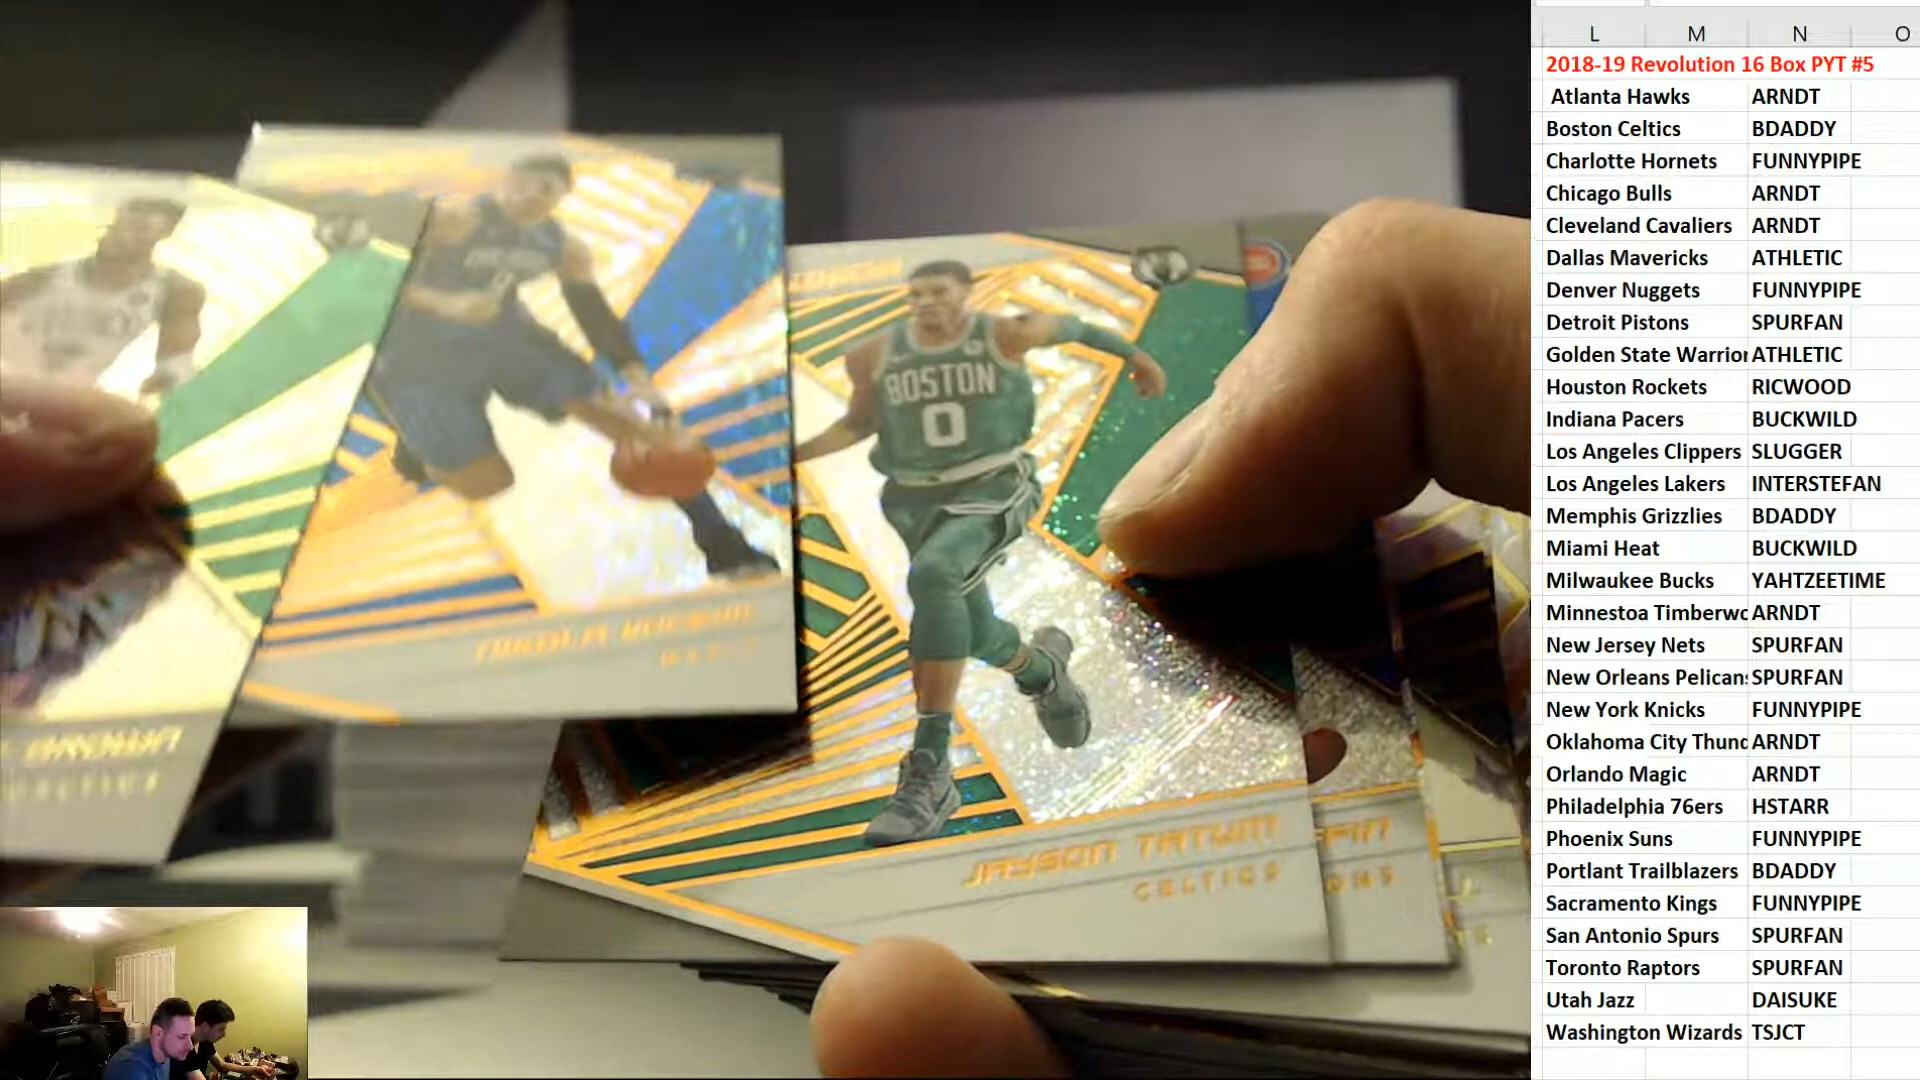 L M N O
2018-19 Revolution 16 Box PYT #5
Atlanta Hawks ARNDT
Boston Celtics BDADDY
Charlotte Hornets FUNNYPIPE
Chicago Bulls ARNDT
Cleveland Cavaliers ARNDT
Dallas Mavericks ATHLETIC
Denver Nuggets FUNNYPIPE
Detroit Pistons SPURFAN
Golden State Warrior ATHLETIC
Houston Rockets RICWOOD
Indiana Pacers BUCKWILD
Los Angeles Clippers SLUGGER
Los Angeles Lakers INTERSTEFAN
Memphis Grizzlies BDADDY
Miami Heat BUCKWILD
Milwaukee Bucks YAHTZEETIME
Minnestoa Timberwo ARNDT
New Jersey Nets SPURFAN
New Orleans Pelicans SPURFAN
New York Knicks FUNNYPIPE
Oklahoma City Thund ARNDT
Orlando Magic ARNDT
Philadelphia 76ers HSTARR
Phoenix Suns FUNNYPIPE
Portlant Trailblazers BDADDY
Sacramento Kings FUNNYPIPE
San Antonio Spurs SPURFAN
Toronto Raptors SPURFAN
Utah Jazz DAISUKE
Washington Wizards TSJCT
BOSTON
0
JAYSON TATUM
CELTICS
BROWN
CELTICS
NIKOLA